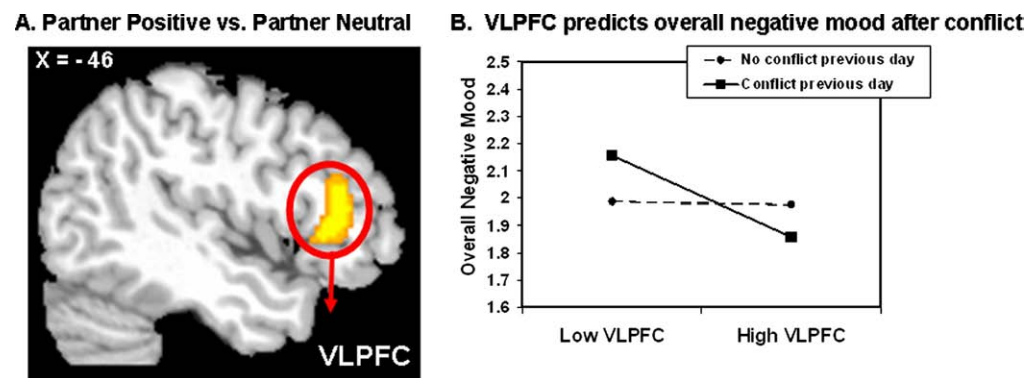 A. Partner Positive vs. Partner Neutral
X = - 46
VLPFC
B. VLPFC predicts overall negative mood after conflict
No conflict previous day
Conflict previous day
Overall Negative Mood
2.5
2.4
2.3
2.2
2.1
2
1.9
1.8
1.7
1.6
Low VLPFC
High VLPFC